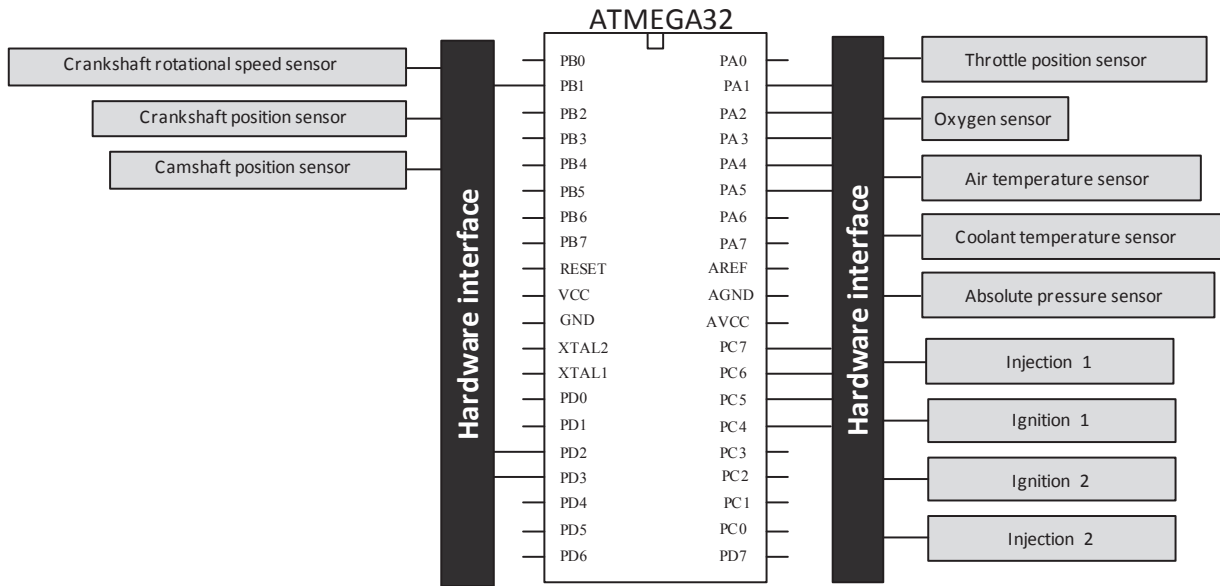 ATMEGA32
Crankshaft rotational speed sensor
Crankshaft position sensor
Camshaft position sensor
Hardware interface
PB0
PB1
PB2
PB3
PB4
PB5
PB6
PB7
RESET
VCC
GND
XTAL2
XTAL1
PD0
PD1
PD2
PD3
PD4
PD5
PD6
PA0
PA1
PA2
PA3
PA4
PA5
PA6
PA7
AREF
AGND
AVCC
PC7
PC6
PC5
PC4
PC3
PC2
PC1
PC0
PD7
Hardware interface
Throttle position sensor
Oxygen sensor
Air temperature sensor
Coolant temperature sensor
Absolute pressure sensor
Injection 1
Ignition 1
Ignition 2
Injection 2